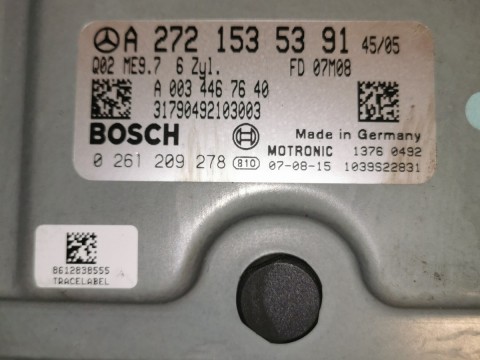 A 272 153 53 91 45/05
Q02 ME9.7 6 Zyl. FD 07M08
A 003 446 76 40
31790492103003
BOSCH
Made in Germany
MOTRONIC 1376 0492
0 261 209 278 810 07-08-15 1039S22831
8612838555
TRACELABEL